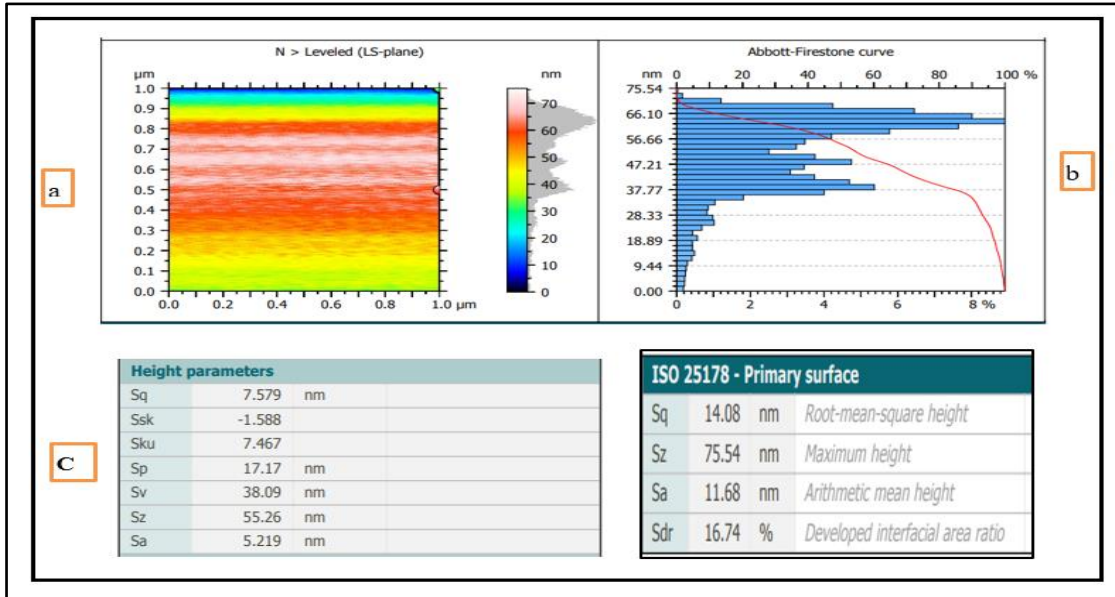 N > Leveled (LS-plane)
µm
1.0
0.9
0.8
0.7
0.6
0.5
0.4
0.3
0.2
0.1
0.0
0.0 0.2 0.4 0.6 0.8 1.0 µm
nm
70
60
50
40
30
20
10
0
a
Abbott-Firestone curve
nm 0 20 40 60 80 100 %
75.54
66.10
56.66
47.21
37.77
28.33
18.89
9.44
0.00
0 2 4 6 8 %
b
Height parameters
Sq 7.579 nm
Ssk -1.588
Sku 7.467
Sp 17.17 nm
Sv 38.09 nm
Sz 55.26 nm
Sa 5.219 nm
C
ISO 25178 - Primary surface
Sq 14.08 nm Root-mean-square height
Sz 75.54 nm Maximum height
Sa 11.68 nm Arithmetic mean height
Sdr 16.74 % Developed interfacial area ratio